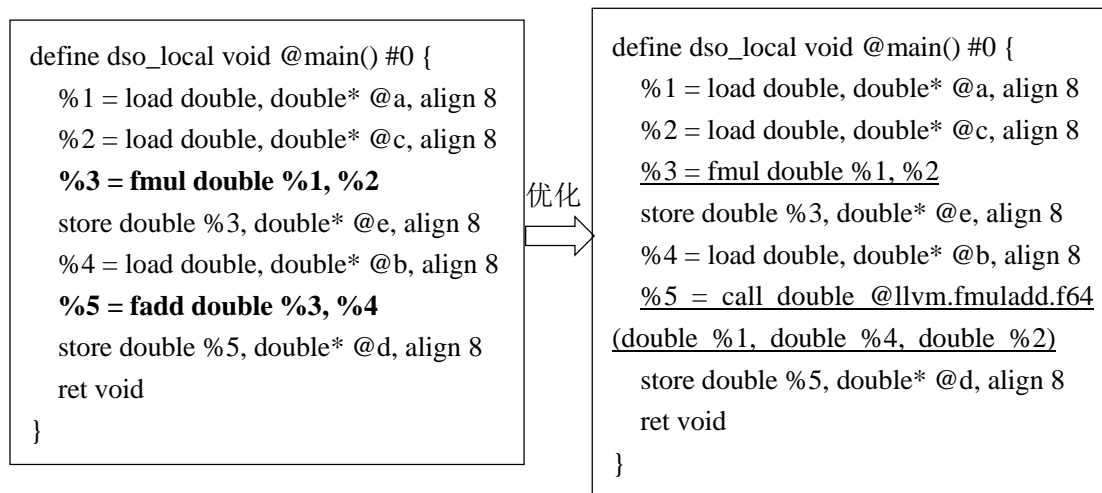 define dso_local void @main() #0 {
%1 = load double, double* @a, align 8
%2 = load double, double* @c, align 8
%3 = fmul double %1, %2
store double %3, double* @e, align 8
%4 = load double, double* @b, align 8
%5 = fadd double %3, %4
store double %5, double* @d, align 8
ret void
}
优化
define dso_local void @main() #0 {
%1 = load double, double* @a, align 8
%2 = load double, double* @c, align 8
%3 = fmul double %1, %2
store double %3, double* @e, align 8
%4 = load double, double* @b, align 8
%5 = call double @llvm.fmuladd.f64
(double %1, double %4, double %2)
store double %5, double* @d, align 8
ret void
}